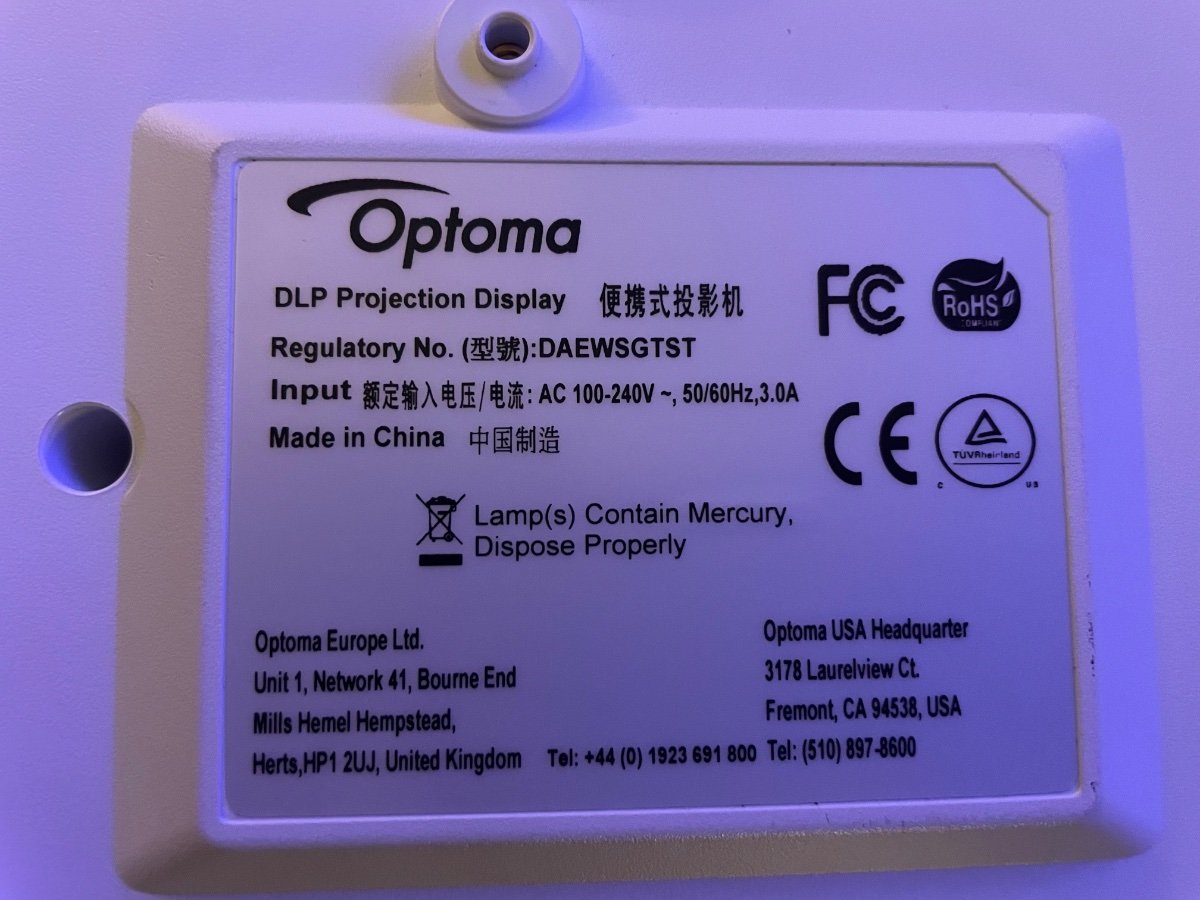 Optoma
DLP Projection Display 便携式投影机
FC
RoHS
COMPLIANT
Regulatory No. (型號):DAEWSGTST
Input 额定输入电压/电流: AC 100-240V ~, 50/60Hz,3.0A
Made in China 中国制造
CE
TÜVRheinland
C US
Lamp(s) Contain Mercury,
Dispose Properly
Optoma Europe Ltd.
Unit 1, Network 41, Bourne End
Mills Hemel Hempstead,
Herts,HP1 2UJ, United Kingdom Tel: +44 (0) 1923 691 800
Optoma USA Headquarter
3178 Laurelview Ct.
Fremont, CA 94538, USA
Tel: (510) 897-8600